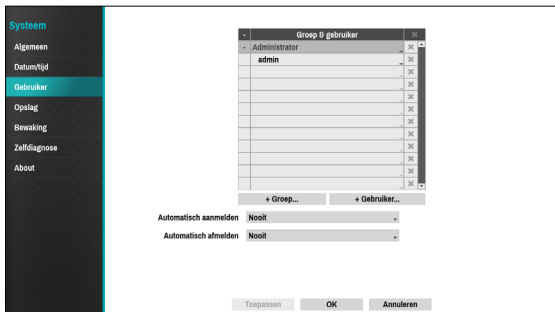 Systeem
Algemeen
Datum/tijd
Gebruiker
Opslag
Bewaking
Zelfdiagnose
About
- Groep & gebruiker
- Administrator
admin
+ Groep...
+ Gebruiker...
Automatisch aanmelden Nooit
Automatisch afmelden Nooit
Toepassen
OK
Annuleren